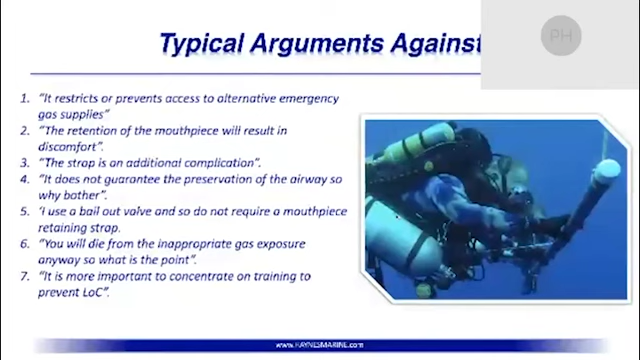 Typical Arguments Against
PH
1. "It restricts or prevents access to alternative emergency
gas supplies"
2. "The retention of the mouthpiece will result in
discomfort".
3. "The strap is an additional complication".
4. "It does not guarantee the preservation of the airway so
why bother".
5. 'I use a bail out valve and so do not require a mouthpiece
retaining strap.
6. "You will die from the inappropriate gas exposure
anyway so what is the point".
7. "It is more important to concentrate on training to
prevent LoC".
www.HAYNESMARINE.com